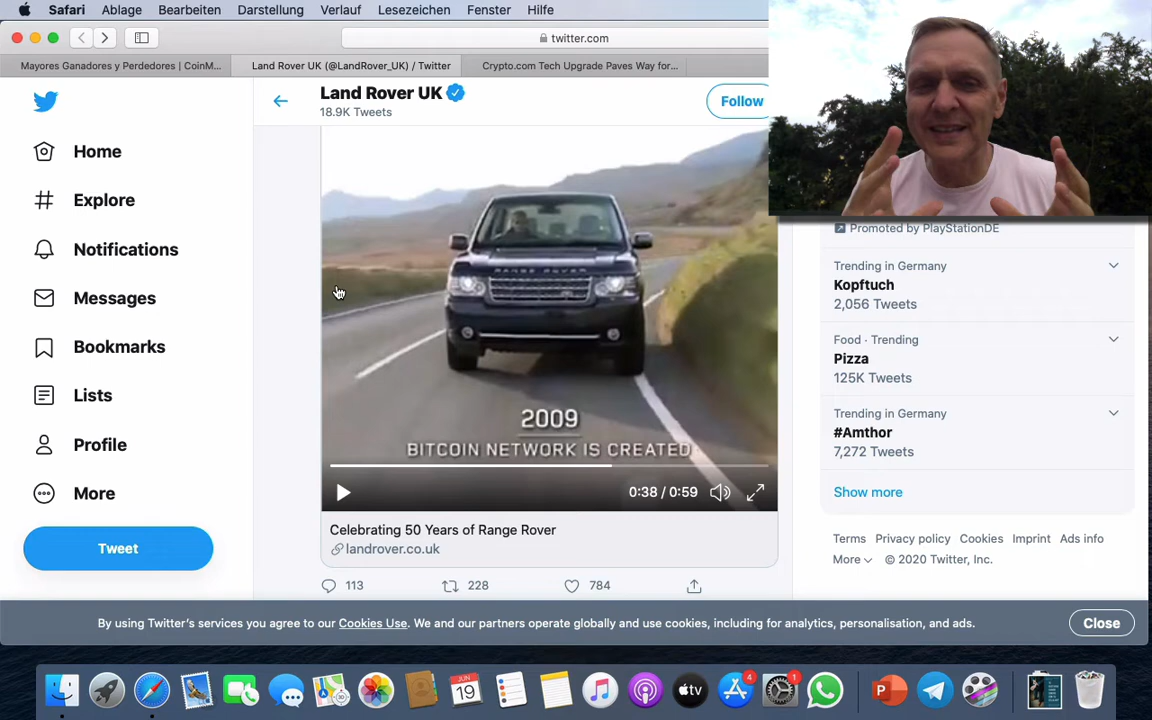 Safari Ablage Bearbeiten Darstellung Verlauf Lesezeichen Fenster Hilfe
twitter.com
Mayores Ganadores y Perdedores | CoinM...
Land Rover UK (@LandRover_UK) / Twitter
Crypto.com Tech Upgrade Paves Way for...
Land Rover UK
18.9K Tweets
Follow
Home
Explore
Notifications
Messages
Bookmarks
Lists
Profile
More
Tweet
RANGE ROVER
2009
BITCOIN NETWORK IS CREATED
0:38 / 0:59
Celebrating 50 Years of Range Rover
landrover.co.uk
113 228 784
Promoted by PlayStationDE
Trending in Germany
Kopftuch
2,056 Tweets
Food · Trending
Pizza
125K Tweets
Trending in Germany
#Amthor
7,272 Tweets
Show more
Terms Privacy policy Cookies Imprint Ads info
More © 2020 Twitter, Inc.
By using Twitter's services you agree to our Cookies Use. We and our partners operate globally and use cookies, including for analytics, personalisation, and ads.
Close
JUN
19
tv
4
1
P